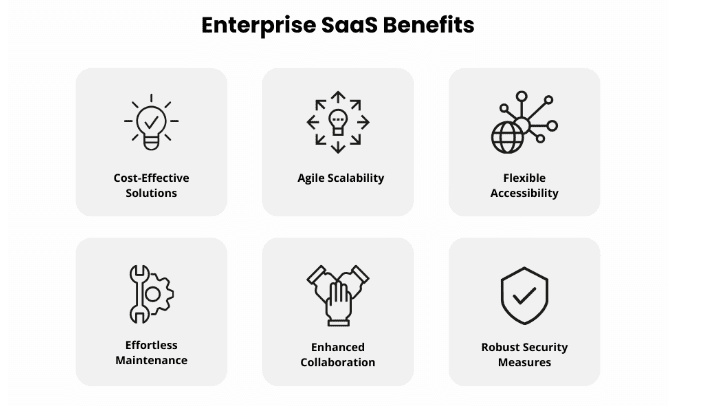 Enterprise SaaS Benefits
Cost-Effective
Solutions
Agile Scalability
Flexible
Accessibility
Effortless
Maintenance
Enhanced
Collaboration
Robust Security
Measures